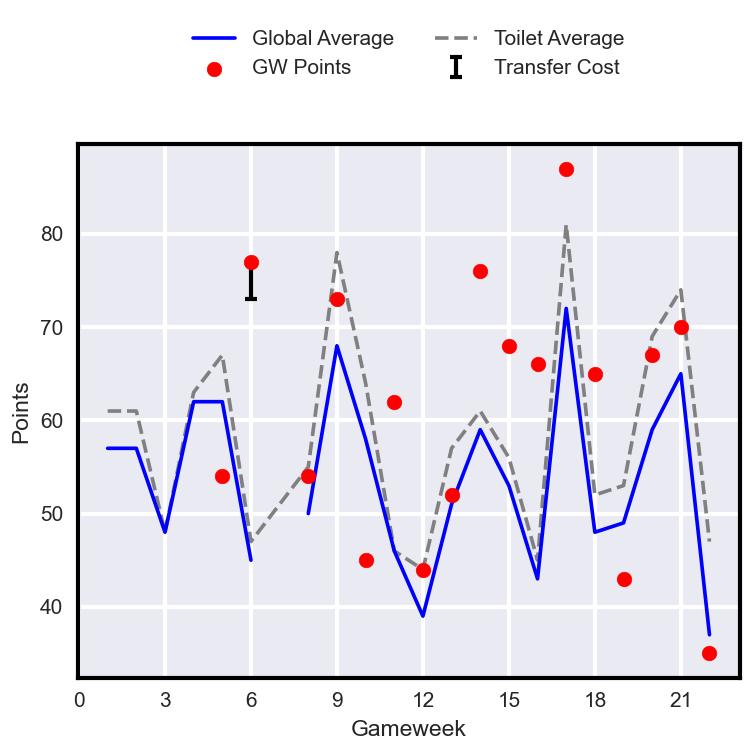 Global Average
Toilet Average
GW Points
Transfer Cost
Points
80
70
60
50
40
0 3 6 9 12 15 18 21
Gameweek